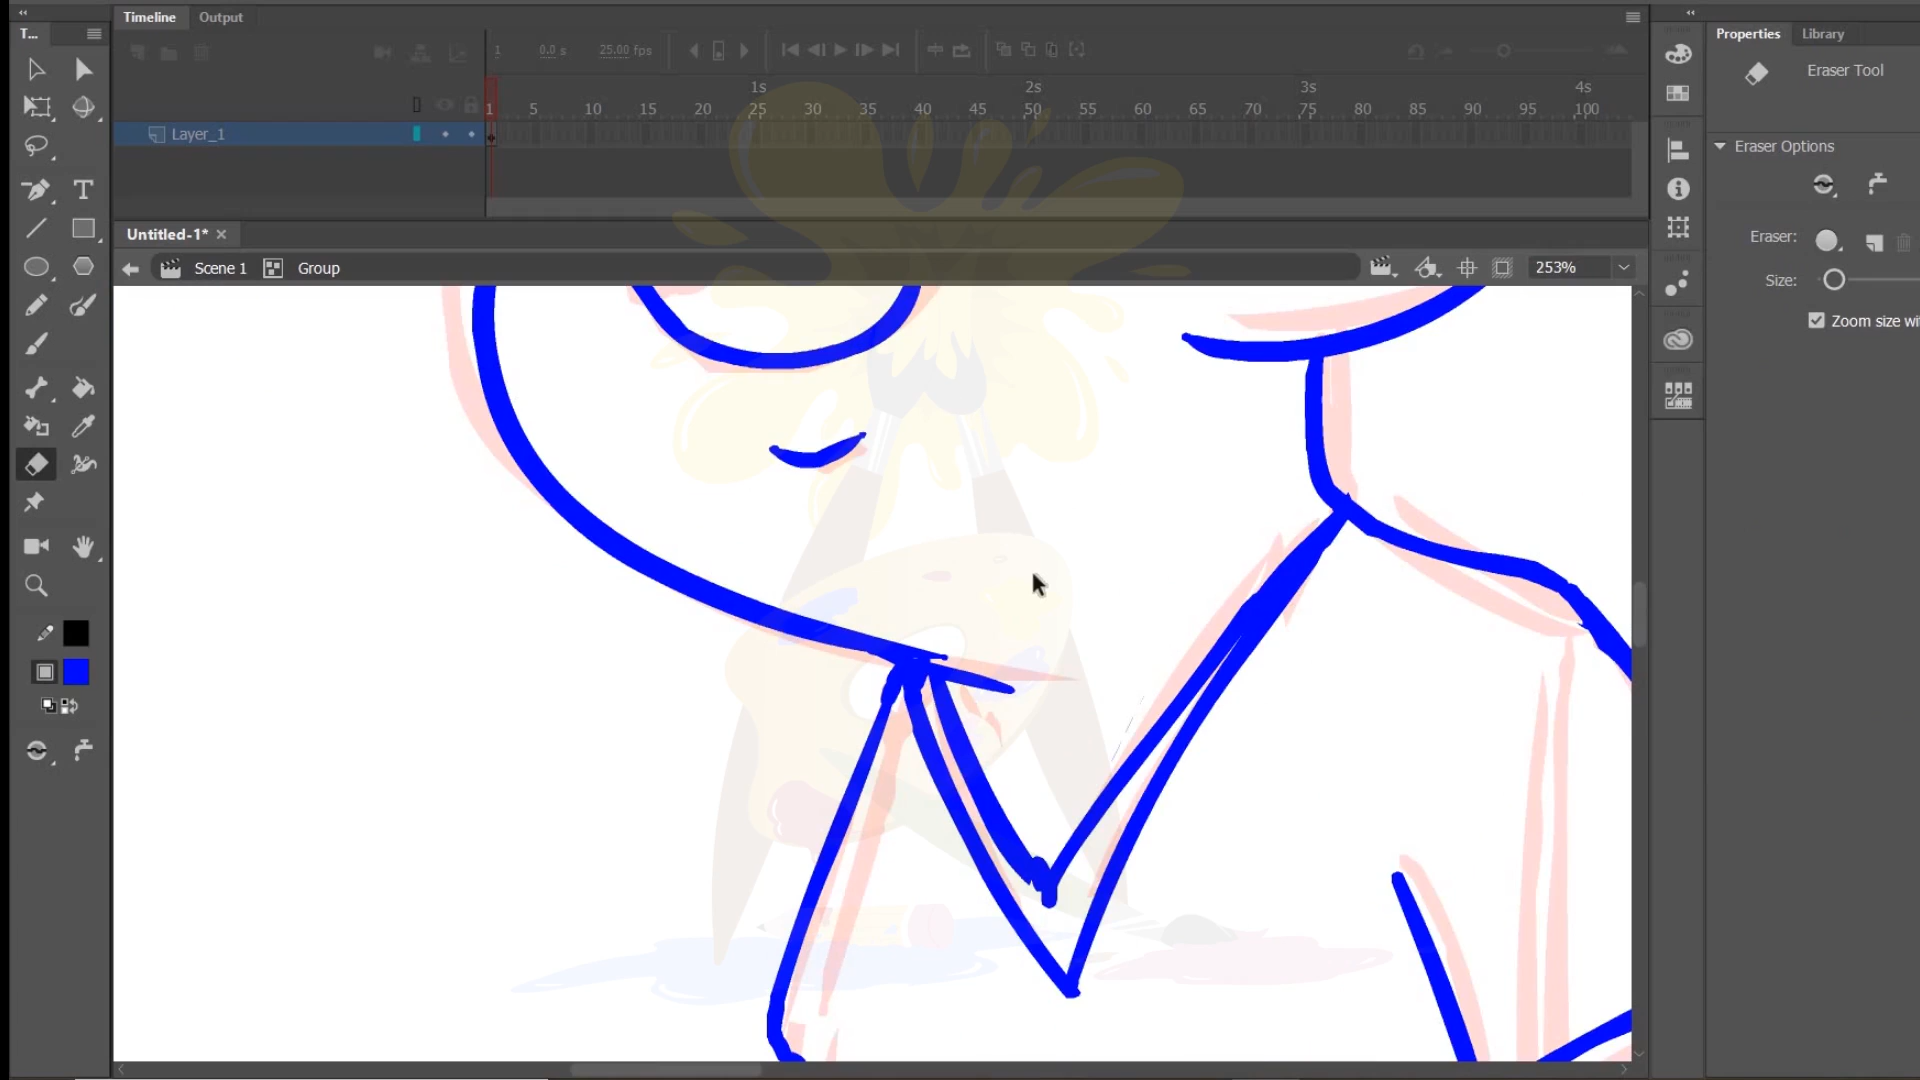 Timeline Output
T...
1 0.0 s 25.00 fps
1s 2s 3s 4s
1 5 10 15 20 25 30 35 40 45 50 55 60 65 70 75 80 85 90 95 100
Layer_1
Untitled-1*
Scene 1 Group 253%
T
Properties Library
Eraser Tool
Eraser Options
Eraser:
Size:
Zoom size wit